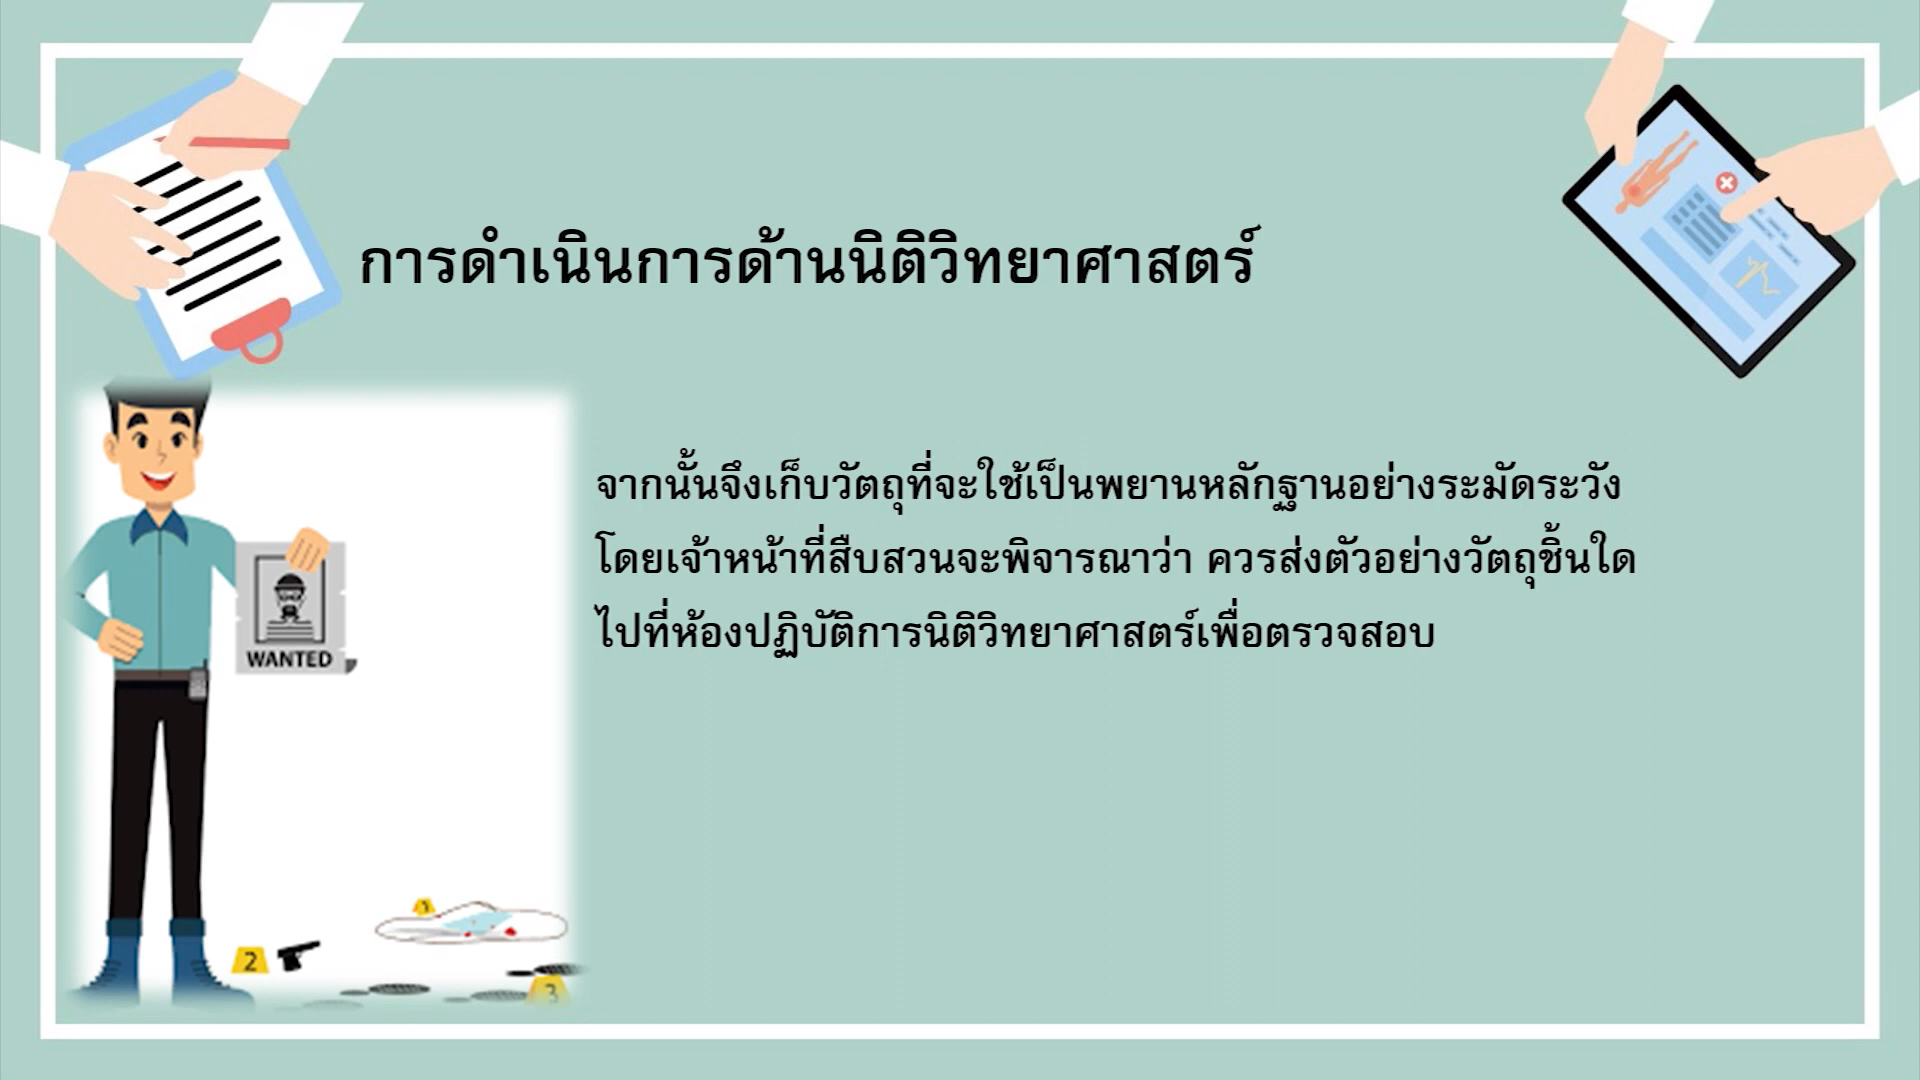 การดำเนินการด้านนิติวิทยาศาสตร์
จากนั้นจึงเก็บวัตถุที่จะใช้เป็นพยานหลักฐานอย่างระมัดระวัง
โดยเจ้าหน้าที่สืบสวนจะพิจารณาว่า ควรส่งตัวอย่างวัตถุชิ้นใด
ไปที่ห้องปฏิบัติการนิติวิทยาศาสตร์เพื่อตรวจสอบ
WANTED
1
2
3